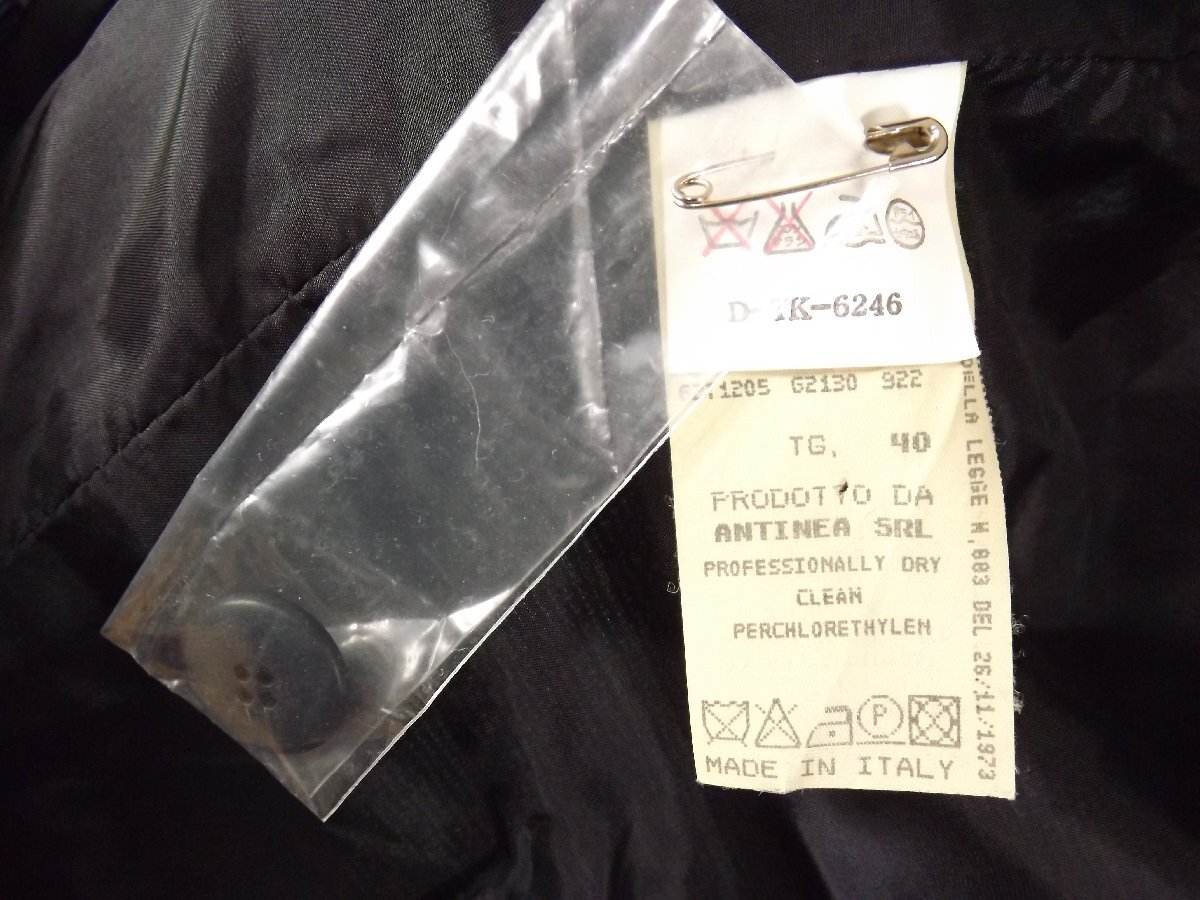 D- K-6246
1205 G2130 922
TG. 40
PRODOTTO DA
ANTINEA SRL
PROFESSIONALLY DRY
CLEAN
PERCHLORETHYLEN
P
MADE IN ITALY
DELLA LEGGE N.883 DEL 26/11/1973